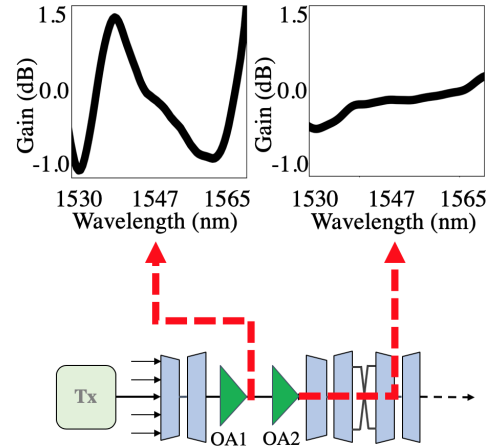 1.5
0.0
-1.0
Gain (dB)
1530 1547 1565
Wavelength (nm)
1.5
0.0
-1.0
Gain (dB)
1530 1547 1565
Wavelength (nm)
Tx
OA1 OA2